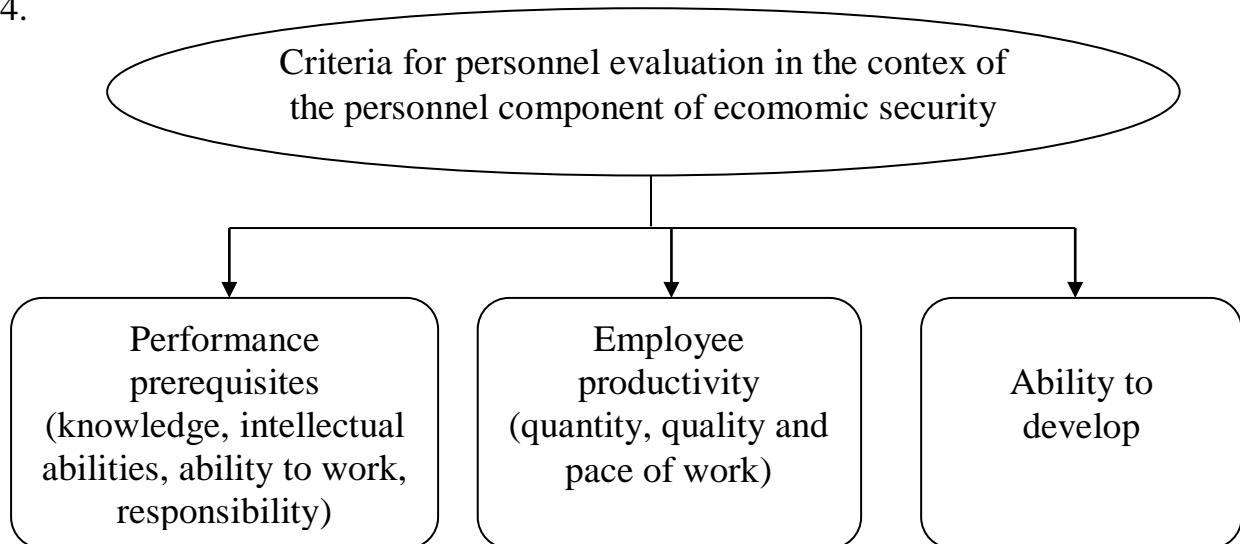 4.
Criteria for personnel evaluation in the contex of
the personnel component of ecomomic security
Performance
prerequisites
(knowledge, intellectual
abilities, ability to work,
responsibility)
Employee
productivity
(quantity, quality and
pace of work)
Ability to
develop